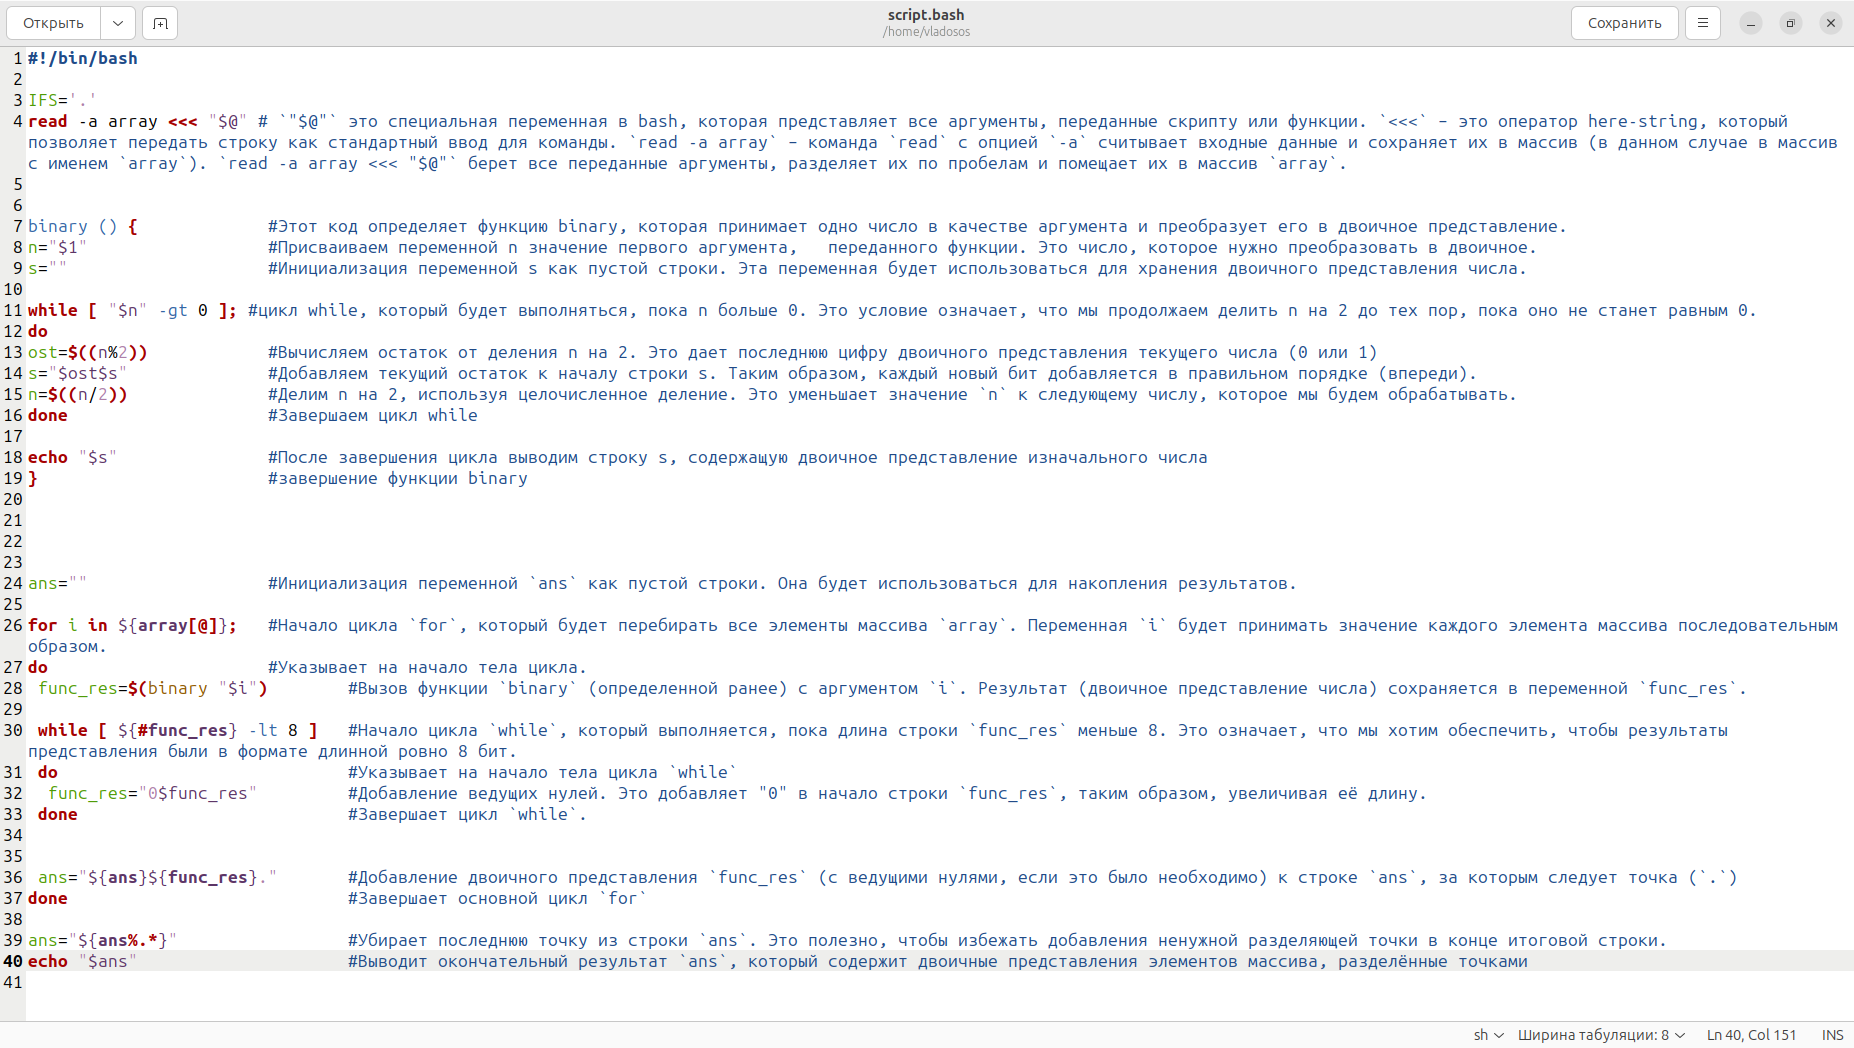 Открыть
script.bash
/home/vladosos
Сохранить
1 #!/bin/bash
2
3 IFS='.'
4 read -a array <<< "$@" # `"$@"` это специальная переменная в bash, которая представляет все аргументы, переданные скрипту или функции. `<<<` – это оператор here-string, который
позволяет передать строку как стандартный ввод для команды. `read -a array` – команда `read` с опцией `-a` считывает входные данные и сохраняет их в массив (в данном случае в массив
с именем `array`). `read -a array <<< "$@"` берет все переданные аргументы, разделяет их по пробелам и помещает их в массив `array`.
5
6
7 binary () { #Этот код определяет функцию binary, которая принимает одно число в качестве аргумента и преобразует его в двоичное представление.
8 n="$1" #Присваиваем переменной n значение первого аргумента, переданного функции. Это число, которое нужно преобразовать в двоичное.
9 s="" #Инициализация переменной s как пустой строки. Эта переменная будет использоваться для хранения двоичного представления числа.
10
11 while [ "$n" -gt 0 ]; #цикл while, который будет выполняться, пока n больше 0. Это условие означает, что мы продолжаем делить n на 2 до тех пор, пока оно не станет равным 0.
12 do
13 ost=$((n%2)) #Вычисляем остаток от деления n на 2. Это дает последнюю цифру двоичного представления текущего числа (0 или 1)
14 s="$ost$s" #Добавляем текущий остаток к началу строки s. Таким образом, каждый новый бит добавляется в правильном порядке (впереди).
15 n=$((n/2)) #Делим n на 2, используя целочисленное деление. Это уменьшает значение `n` к следующему числу, которое мы будем обрабатывать.
16 done #Завершаем цикл while
17
18 echo "$s" #После завершения цикла выводим строку s, содержащую двоичное представление изначального числа
19 } #завершение функции binary
20
21
22
23
24 ans="" #Инициализация переменной `ans` как пустой строки. Она будет использоваться для накопления результатов.
25
26 for i in ${array[@]}; #Начало цикла `for`, который будет перебирать все элементы массива `array`. Переменная `i` будет принимать значение каждого элемента массива последовательным
образом.
27 do #Указывает на начало тела цикла.
28 func_res=$(binary "$i") #Вызов функции `binary` (определенной ранее) с аргументом `i`. Результат (двоичное представление числа) сохраняется в переменной `func_res`.
29
30 while [ ${#func_res} -lt 8 ] #Начало цикла `while`, который выполняется, пока длина строки `func_res` меньше 8. Это означает, что мы хотим обеспечить, чтобы результаты
представления были в формате длинной ровно 8 бит.
31 do #Указывает на начало тела цикла `while`
32 func_res="0$func_res" #Добавление ведущих нулей. Это добавляет "0" в начало строки `func_res`, таким образом, увеличивая её длину.
33 done #Завершает цикл `while`.
34
35
36 ans="${ans}${func_res}." #Добавление двоичного представления `func_res` (с ведущими нулями, если это было необходимо) к строке `ans`, за которым следует точка (`.`)
37 done #Завершает основной цикл `for`
38
39 ans="${ans%.*}" #Убирает последнюю точку из строки `ans`. Это полезно, чтобы избежать добавления ненужной разделяющей точки в конце итоговой строки.
40 echo "$ans" #Выводит окончательный результат `ans`, который содержит двоичные представления элементов массива, разделённые точками
41
sh Ширина табуляции: 8 Ln 40, Col 151 INS